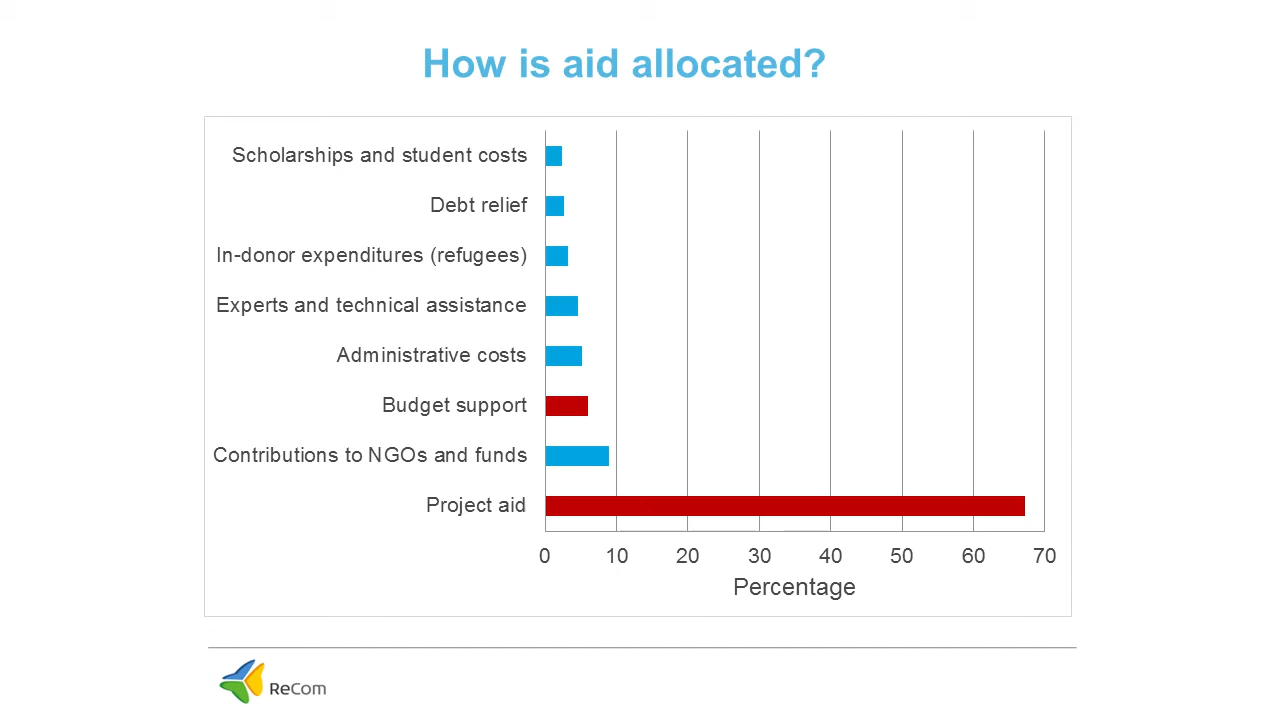 How is aid allocated?
Scholarships and student costs
Debt relief
In-donor expenditures (refugees)
Experts and technical assistance
Administrative costs
Budget support
Contributions to NGOs and funds
Project aid
0 10 20 30 40 50 60 70
Percentage
ReCom